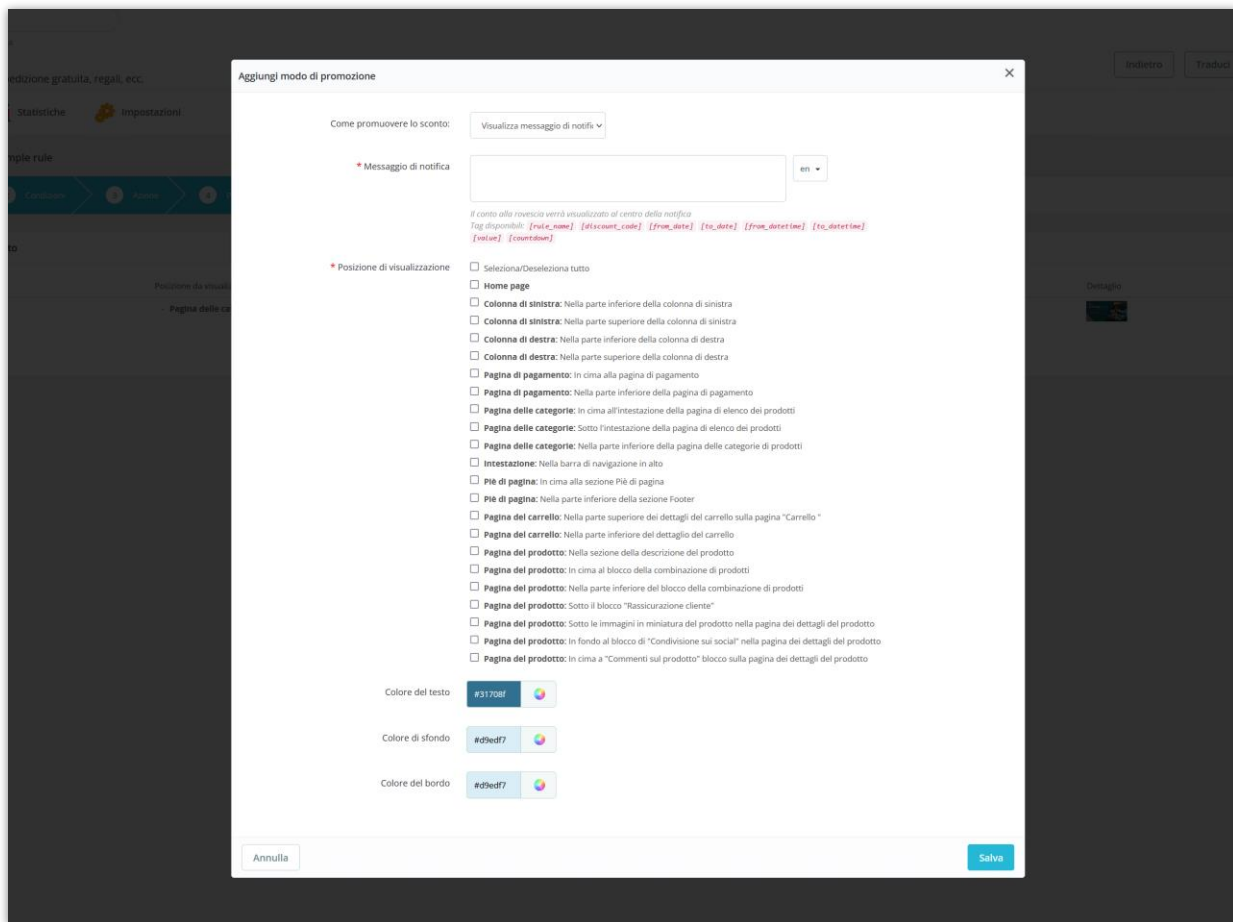 edizione gratuita, regali, ecc.
Indietro
Traduci
Statistiche
Impostazioni
mple rule
Condizioni
3 Azione
4
to
Posizione da visuali
Dettaglio
- Pagina delle ca
Aggiungi modo di promozione
×
Come promuovere lo sconto:
Visualizza messaggio di notific
* Messaggio di notifica
en
Il conto alla rovescia verrà visualizzato al centro della notifica
Tag disponibili: [rule_name] [discount_code] [from_date] [to_date] [from_datetime] [to_datetime]
[value] [countdown]
* Posizione di visualizzazione
Seleziona/Deseleziona tutto
Home page
Colonna di sinistra: Nella parte inferiore della colonna di sinistra
Colonna di sinistra: Nella parte superiore della colonna di sinistra
Colonna di destra: Nella parte inferiore della colonna di destra
Colonna di destra: Nella parte superiore della colonna di destra
Pagina di pagamento: In cima alla pagina di pagamento
Pagina di pagamento: Nella parte inferiore della pagina di pagamento
Pagina delle categorie: In cima all'intestazione della pagina di elenco dei prodotti
Pagina delle categorie: Sotto l'intestazione della pagina di elenco dei prodotti
Pagina delle categorie: Nella parte inferiore della pagina delle categorie di prodotti
Intestazione: Nella barra di navigazione in alto
Piè di pagina: In cima alla sezione Piè di pagina
Piè di pagina: Nella parte inferiore della sezione Footer
Pagina del carrello: Nella parte superiore dei dettagli del carrello sulla pagina "Carrello "
Pagina del carrello: Nella parte inferiore del dettaglio del carrello
Pagina del prodotto: Nella sezione della descrizione del prodotto
Pagina del prodotto: In cima al blocco della combinazione di prodotti
Pagina del prodotto: Nella parte inferiore del blocco della combinazione di prodotti
Pagina del prodotto: Sotto il blocco "Rassicurazione cliente"
Pagina del prodotto: Sotto le immagini in miniatura del prodotto nella pagina dei dettagli del prodotto
Pagina del prodotto: In fondo al blocco di "Condivisione sui social" nella pagina dei dettagli del prodotto
Pagina del prodotto: In cima a "Commenti sul prodotto" blocco sulla pagina dei dettagli del prodotto
Colore del testo
#31708f
Colore di sfondo
#d9edf7
Colore del bordo
#d9edf7
Annulla
Salva